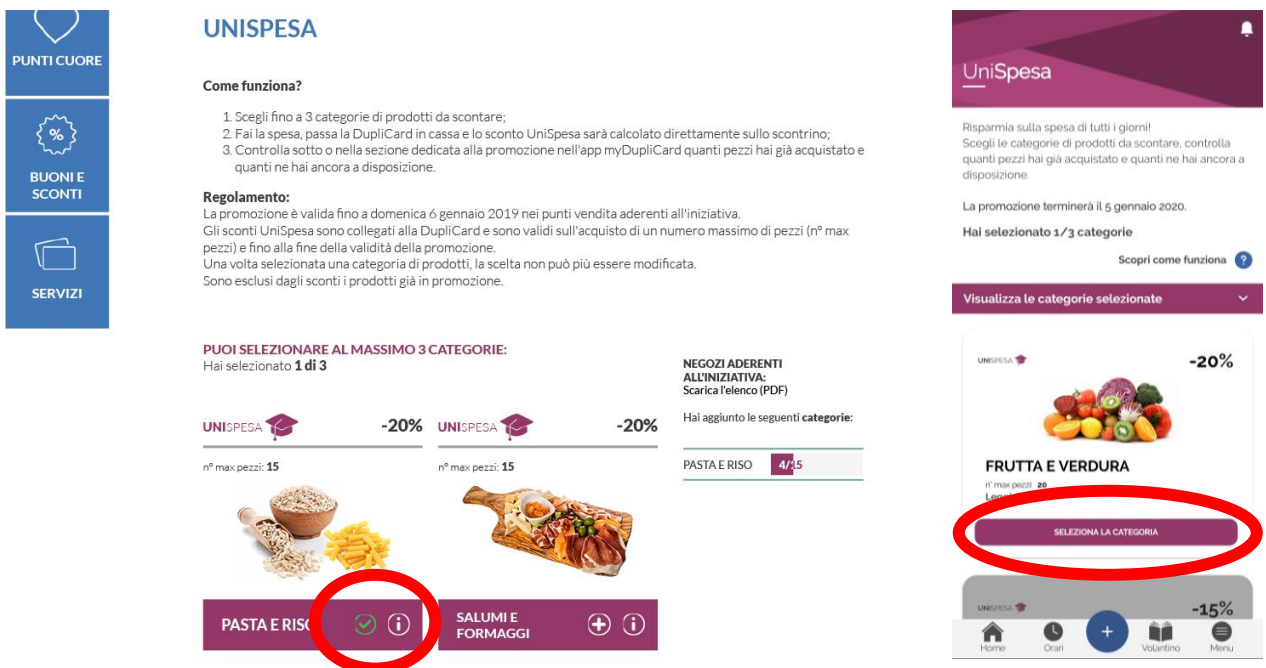 PUNTI CUORE
%
BUONI E
SCONTI
SERVIZI
UNISPESA
Come funziona?
1. Scegli fino a 3 categorie di prodotti da scontare;
2. Fai la spesa, passa la DupliCard in cassa e lo sconto UniSpesa sarà calcolato direttamente sullo scontrino;
3. Controlla sotto o nella sezione dedicata alla promozione nell'app myDupliCard quanti pezzi hai già acquistato e
quanti ne hai ancora a disposizione.
Regolamento:
La promozione è valida fino a domenica 6 gennaio 2019 nei punti vendita aderenti all'iniziativa.
Gli sconti UniSpesa sono collegati alla DupliCard e sono validi sull'acquisto di un numero massimo di pezzi (n° max
pezzi) e fino alla fine della validità della promozione.
Una volta selezionata una categoria di prodotti, la scelta non può più essere modificata.
Sono esclusi dagli sconti i prodotti già in promozione.
PUOI SELEZIONARE AL MASSIMO 3 CATEGORIE:
Hai selezionato 1 di 3
UNISPESA -20%
n° max pezzi: 15
PASTA E RISO
UNISPESA -20%
n° max pezzi: 15
SALUMI E
FORMAGGI
NEGOZI ADERENTI
ALL'INIZIATIVA:
Scarica l'elenco (PDF)
Hai aggiunto le seguenti categorie:
PASTA E RISO 4/15
UniSpesa
Risparmia sulla spesa di tutti i giorni!
Scegli le categorie di prodotti da scontare, controlla
quanti pezzi hai già acquistato e quanti ne hai ancora a
disposizione.
La promozione terminerà il 5 gennaio 2020.
Hai selezionato 1/3 categorie
Scopri come funziona ?
Visualizza le categorie selezionate
UNISPESA -20%
FRUTTA E VERDURA
n° max pezzi 20
SELEZIONA LA CATEGORIA
UNISPESA -15%
Home
Orari
+
Volantino
Menu